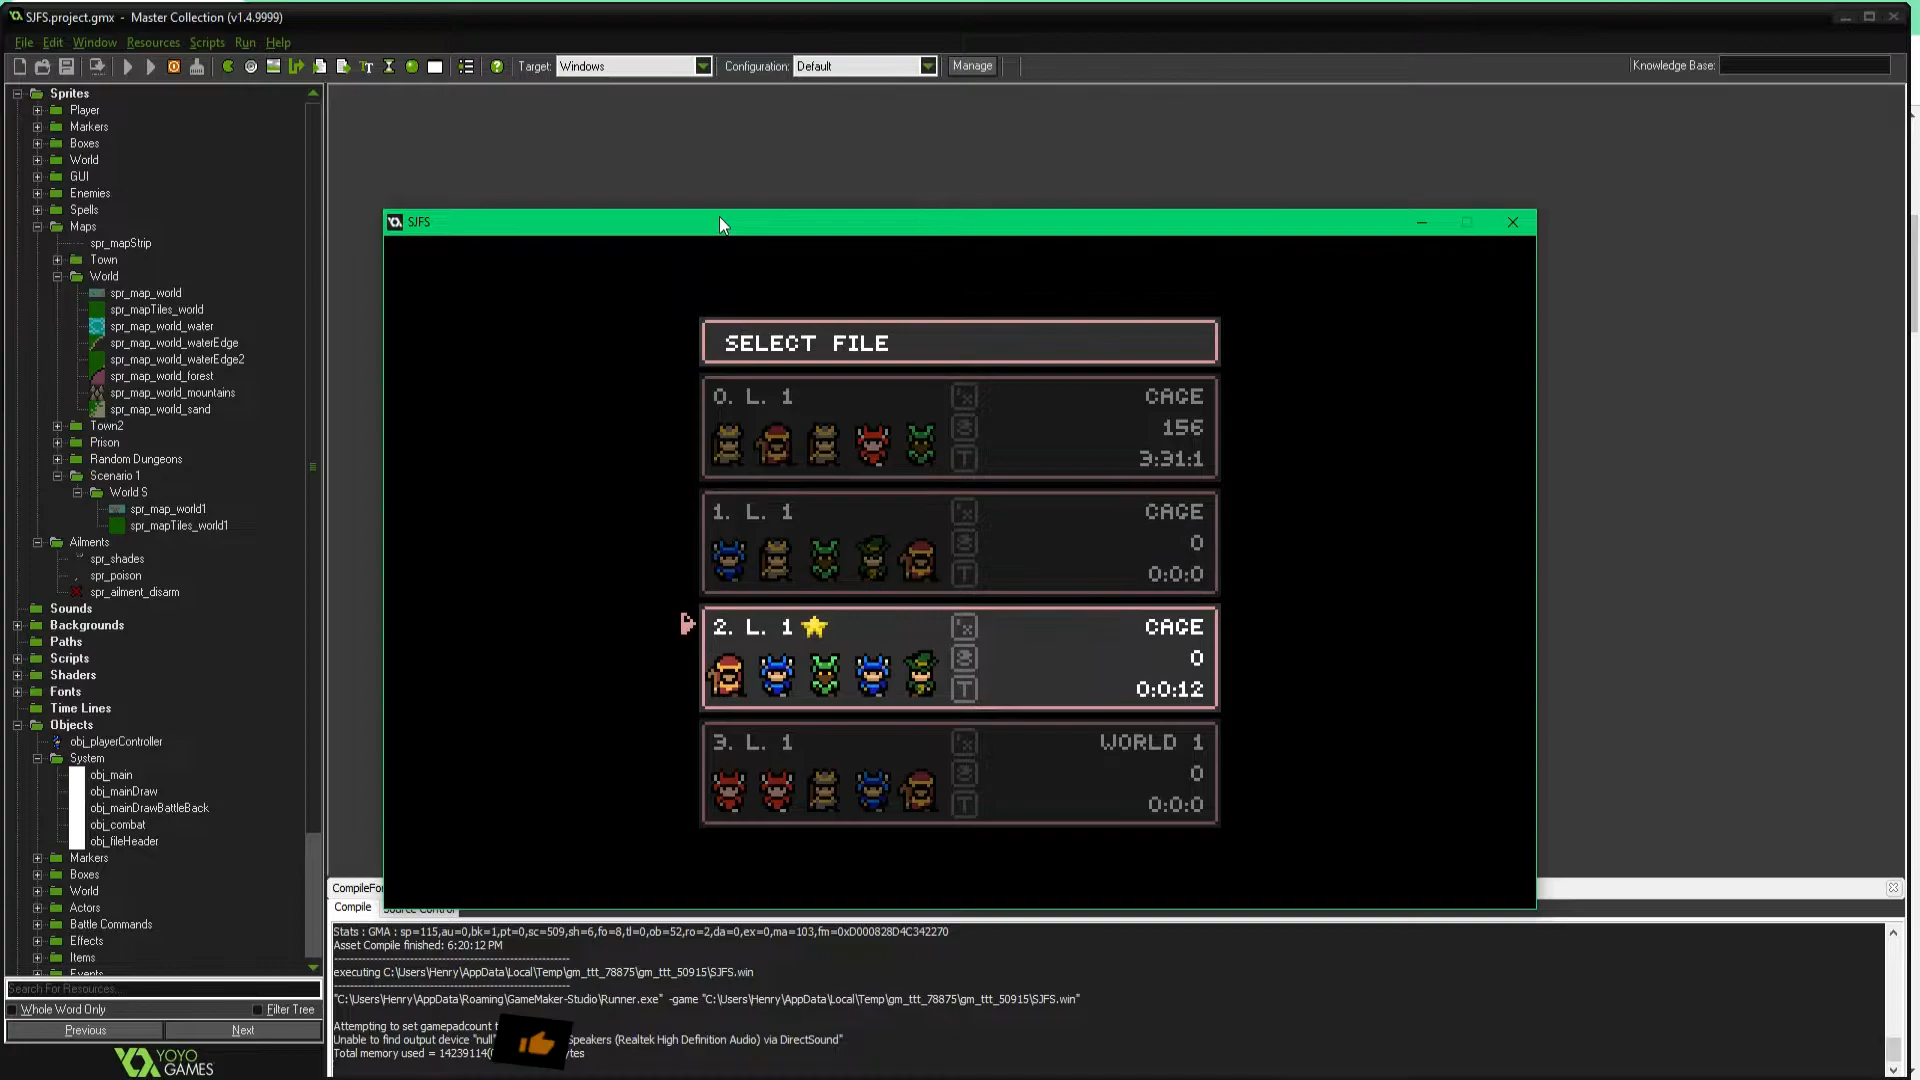 SJFS.project.gmx - Master Collection (v1.4.9999)
File Edit Window Resources Scripts Run Help
Target: Windows Configuration: Default Manage Knowledge Base:
Sprites
Player
Markers
Boxes
World
GUI
Enemies
Spells
Maps
spr_mapStrip
Town
World
spr_map_world
spr_mapTiles_world
spr_map_world_water
spr_map_world_waterEdge
spr_map_world_waterEdge2
spr_map_world_forest
spr_map_world_mountains
spr_map_world_sand
Town2
Prison
Random Dungeons
Scenario 1
World S
spr_map_world1
spr_mapTiles_world1
Ailments
spr_shades
spr_poison
spr_ailment_disarm
Sounds
Backgrounds
Paths
Scripts
Shaders
Fonts
Time Lines
Objects
obj_playerController
System
obj_main
obj_mainDraw
obj_mainDrawBattleBack
obj_combat
obj_fileHeader
Markers
Boxes
World
Actors
Battle Commands
Effects
Items
Events
Search For Resources...
Whole Word Only Filter Tree
Previous Next
YOYO
GAMES
SJFS
SELECT FILE
0. L. 1 CAGE
156
T 3:31:1
1. L. 1 CAGE
0
T 0:0:0
2. L. 1 CAGE
0
T 0:0:12
3. L. 1 WORLD 1
0
T 0:0:0
CompileFor
Compile Source Control
Stats : GMA : sp=115,au=0,bk=1,pt=0,sc=509,sh=6,fo=8,tl=0,ob=52,ro=2,da=0,ex=0,ma=103,fm=0xD000828D4C342270
Asset Compile finished: 6:20:12 PM
executing C:\Users\Henry\AppData\Local\Temp\gm_ttt_78875\gm_ttt_50915\SJFS.win
"C:\Users\Henry\AppData\Roaming\GameMaker-Studio\Runner.exe" -game "C:\Users\Henry\AppData\Local\Temp\gm_ttt_78875\gm_ttt_50915\SJFS.win"
Attempting to set gamepadcount t
Unable to find output device "null" Speakers (Realtek High Definition Audio) via DirectSound"
Total memory used = 14239114( ytes